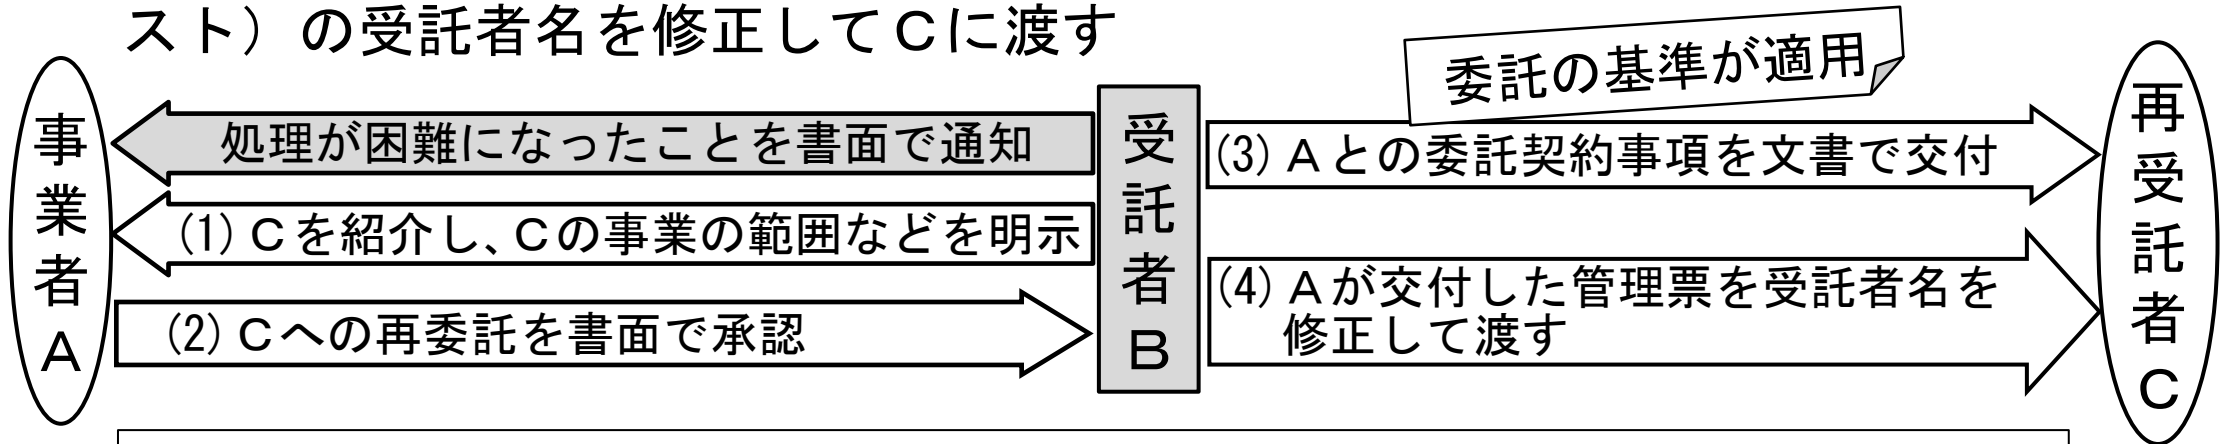 スト）の受託者名を修正してＣに渡す
委託の基準が適用
事業者Ａ
処理が困難になったことを書面で通知
(1)Ｃを紹介し、Ｃの事業の範囲などを明示
(2)Ｃへの再委託を書面で承認
受託者Ｂ
(3)Ａとの委託契約事項を文書で交付
(4)Ａが交付した管理票を受託者名を
修正して渡す
再受託者Ｃ